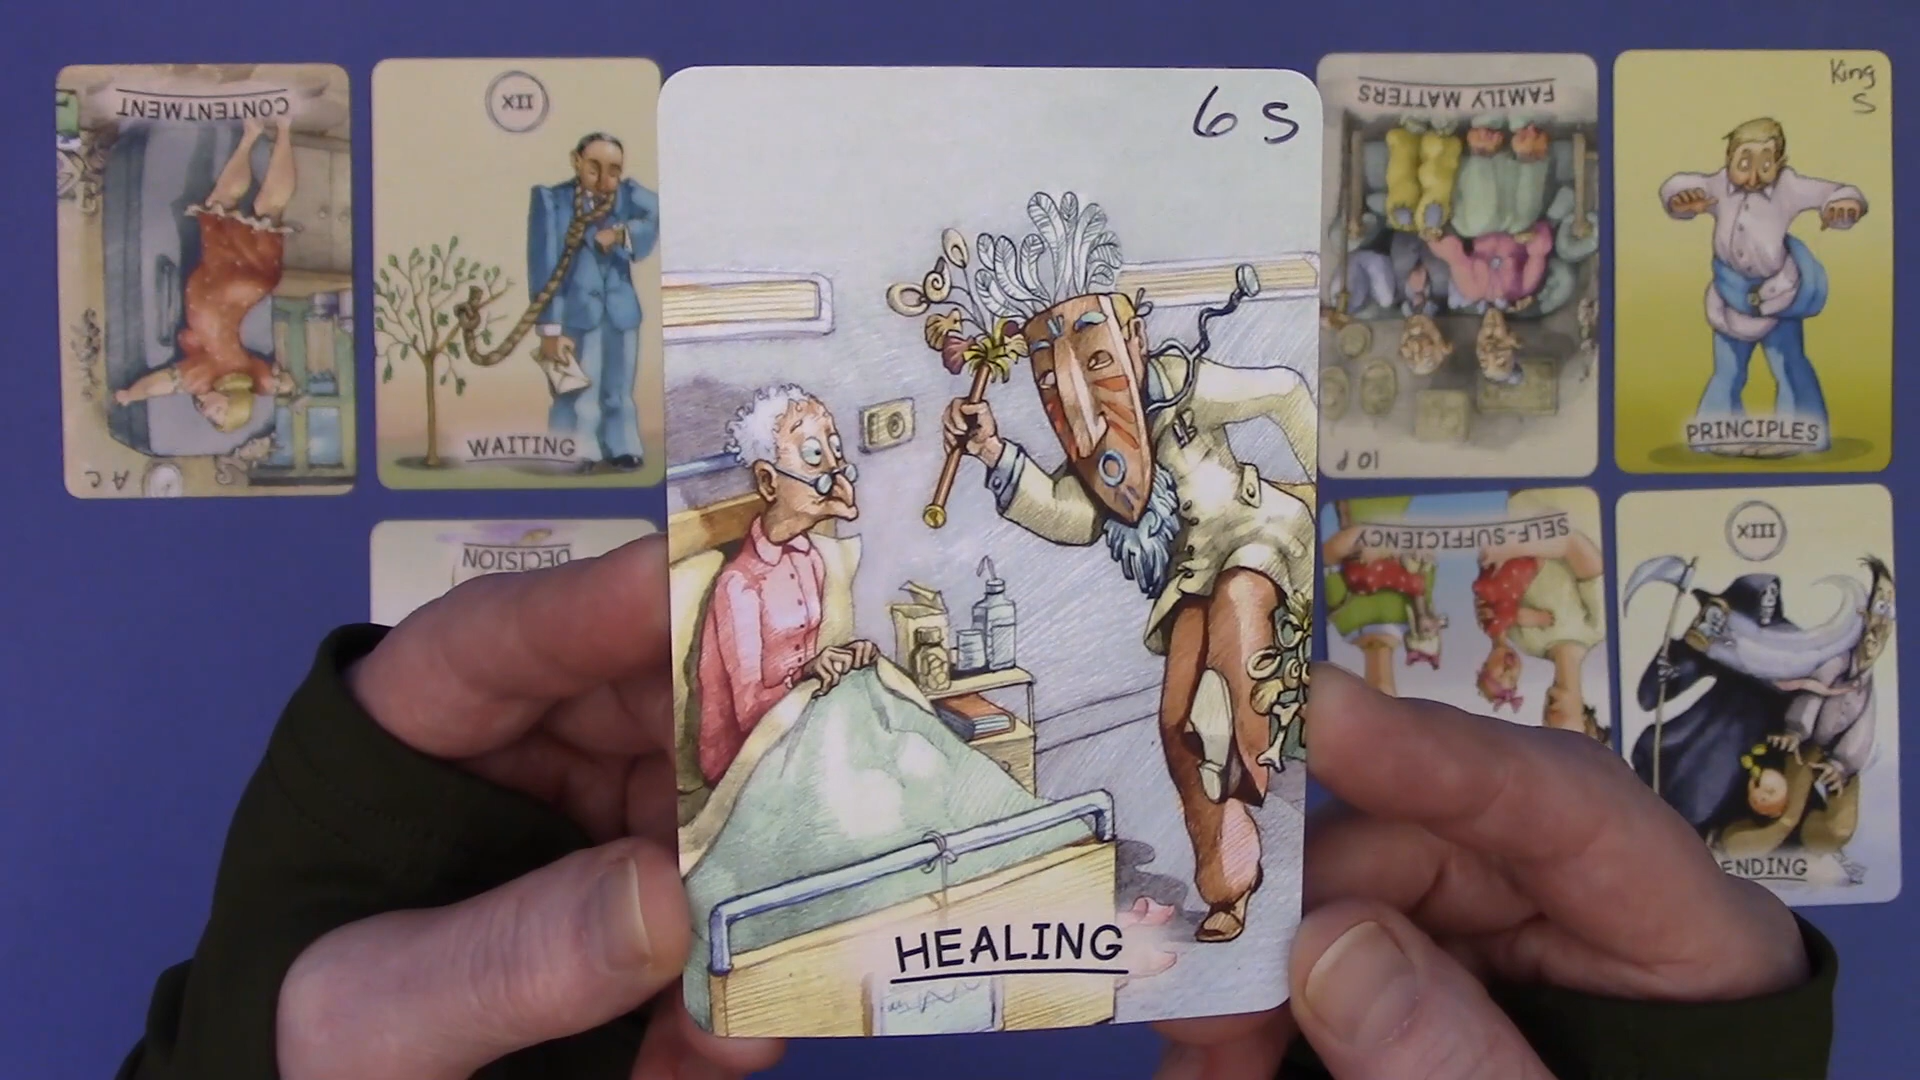 CONTENTMENT
A C
XII
WAITING
DECISION
6 S
HEALING
FAMILY MATTERS
10 P
King
S
PRINCIPLES
SELF-SUFFICIENCY
XIII
ENDING